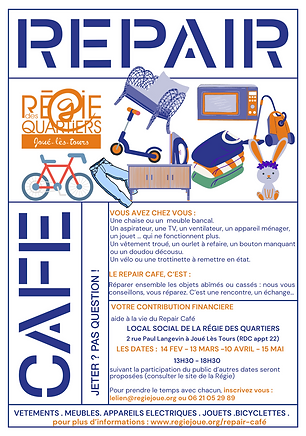 REPAIR
RÉGIE
des
QUARTIERS
Joué-lès-tours
CAFE
JETER ? PAS QUESTION !
VOUS AVEZ CHEZ VOUS :
Une chaise ou un meuble bancal.
Un aspirateur, une TV, un ventilateur, un appareil ménager,
un jouet ... qui ne fonctionnent plus.
Un vêtement troué, un ourlet à refaire, un bouton manquant
ou un doudou décousu.
Un vélo ou une trottinette à remettre en état.
LE REPAIR CAFE, C'EST :
Réparer ensemble les objets abîmés ou cassés : nous vous
conseillons, vous réparez. C'est une rencontre, un échange...
VOTRE CONTRIBUTION FINANCIERE
aide à la vie du Repair Café
LOCAL SOCIAL DE LA RÉGIE DES QUARTIERS
2 rue Paul Langevin à Joué Lès Tours (RDC appt 22)
LES DATES : 14 FEV - 13 MARS -10 AVRIL - 15 MAI
13H30 - 18H30
suivant la participation du public d'autres dates seront
proposées (consulter le site de la Régie)
Pour prendre le temps avec chacun, inscrivez vous :
lelien@regiejoue.org ou 06 21 05 29 89
VETEMENTS . MEUBLES. APPAREILS ELECTRIQUES . JOUETS .BICYCLETTES .
pour plus d'informations : www.regiejoue.org/repair-café